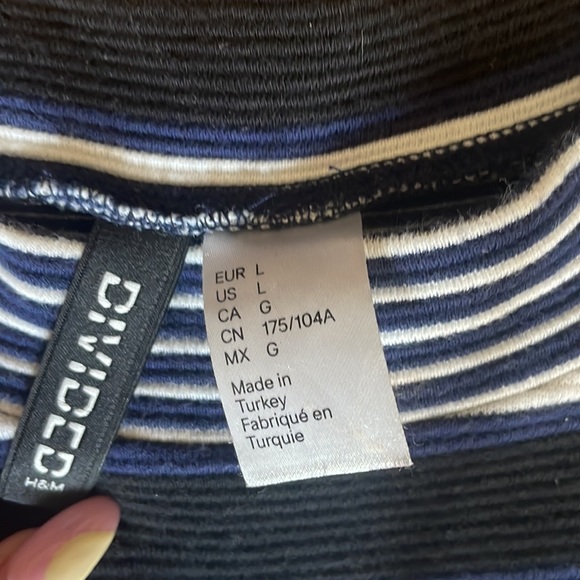 DIVIDED
H&M
EUR L
US L
CA G
CN 175/104A
MX G
Made in
Turkey
Fabriqué en
Turquie